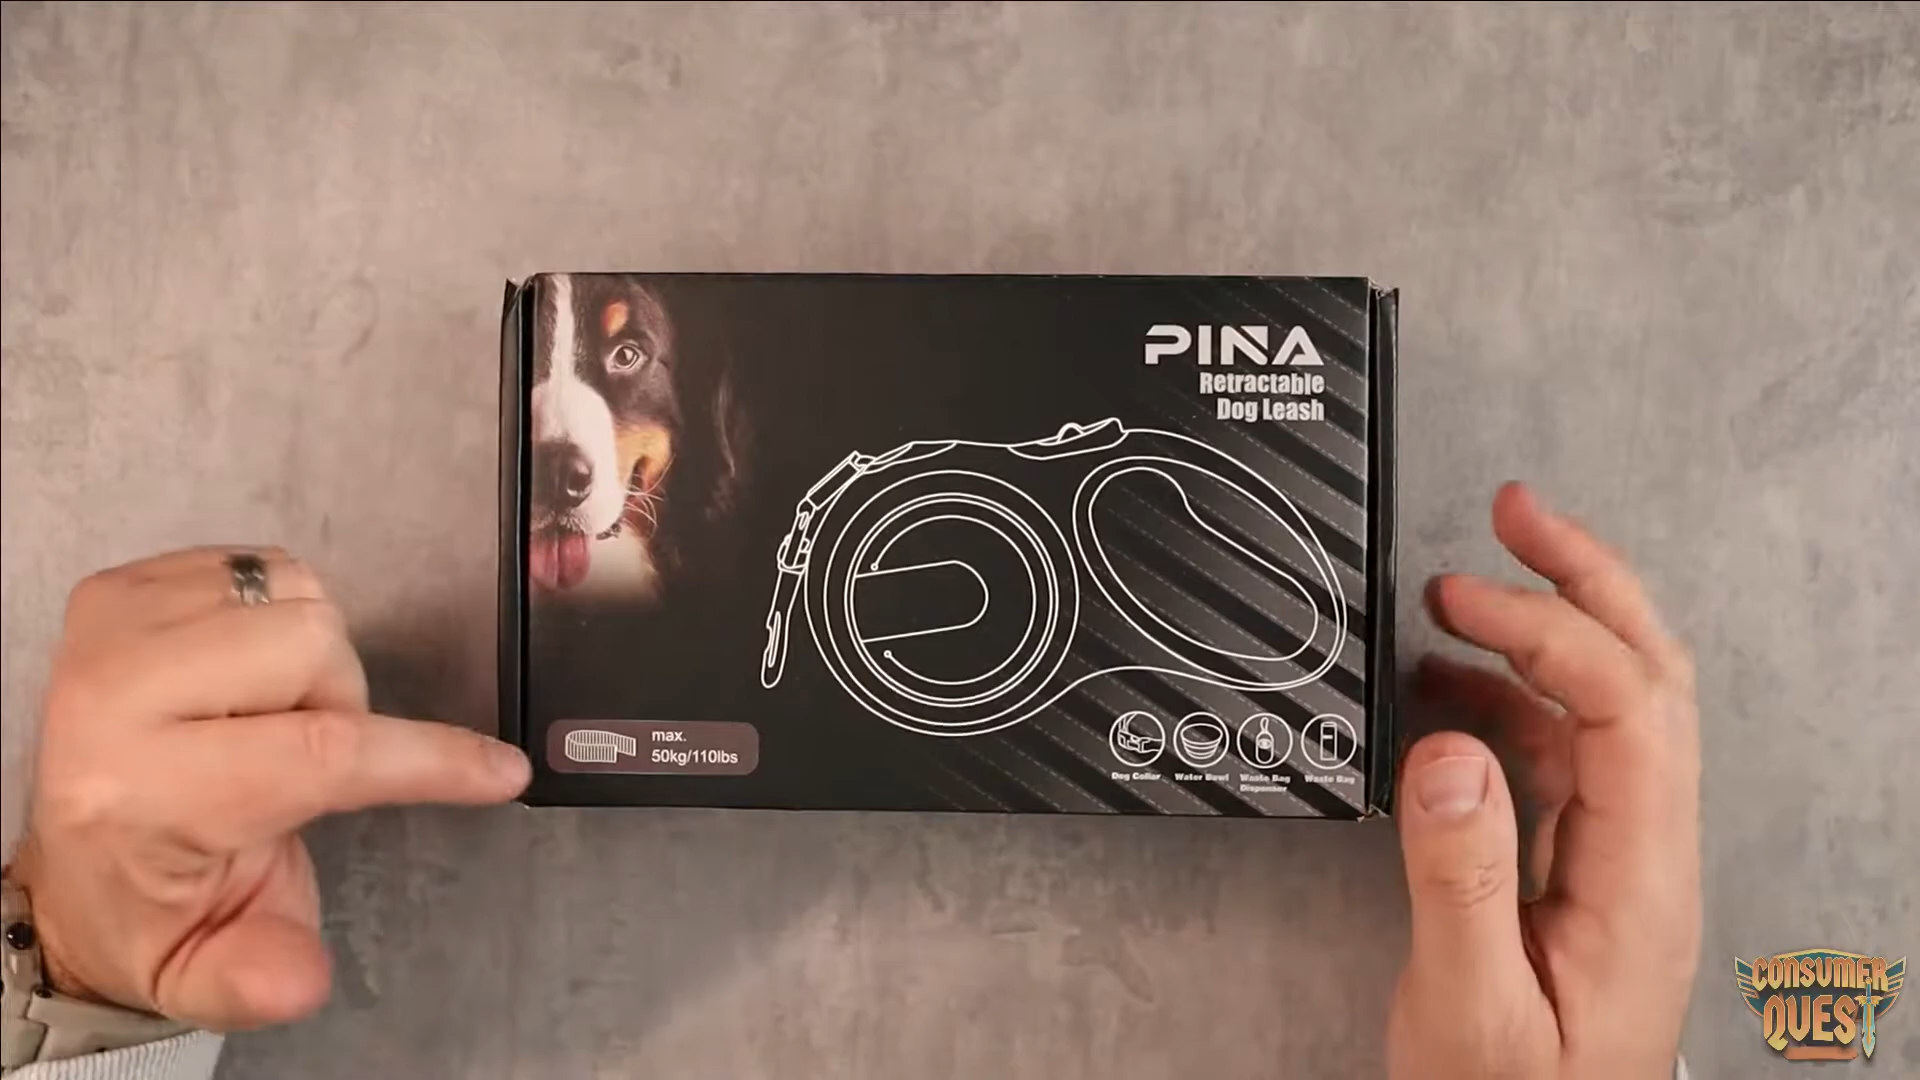 PINA
Retractable
Dog Leash
max.
50kg/110lbs
Dog Collar
Water Bowl
Waste Bag
Dispenser
Waste Bag
CONSUMER
QUEST